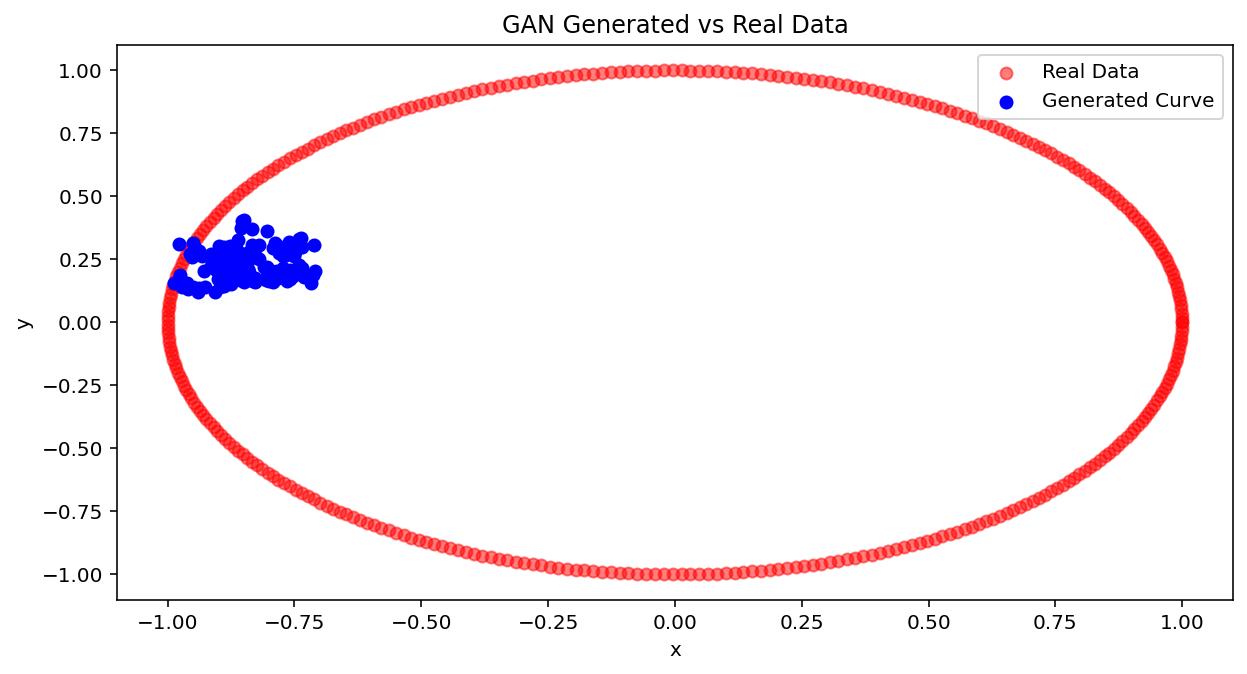 GAN Generated vs Real Data
Real Data
Generated Curve
1.00
0.75
0.50
0.25
0.00
−0.25
−0.50
−0.75
−1.00
y
−1.00 −0.75 −0.50 −0.25 0.00 0.25 0.50 0.75 1.00
x